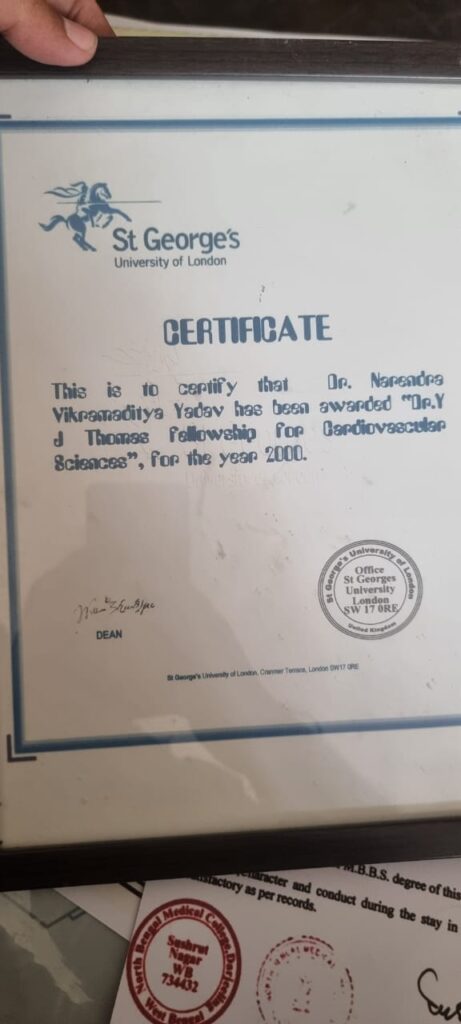 St George's
University of London
CERTIFICATE
This is to certify that Dr. Narendra
Vikramaditya Yadav has been awarded "Dr.Y
J Thomas Fellowship for Cardiovascular
Sciences", for the year 2000.
DEAN
St George's University of London
Office
St Georges
University
London
SW 17 0RE
United Kingdom
St George's University of London, Cranmer Terrace, London SW17 0RE
M.B.B.S. degree of this
character and conduct during the stay in
as per records.
North Bengal Medical College, Darjeeling
Sushrut
Nagar
WB
734432
West Bengal